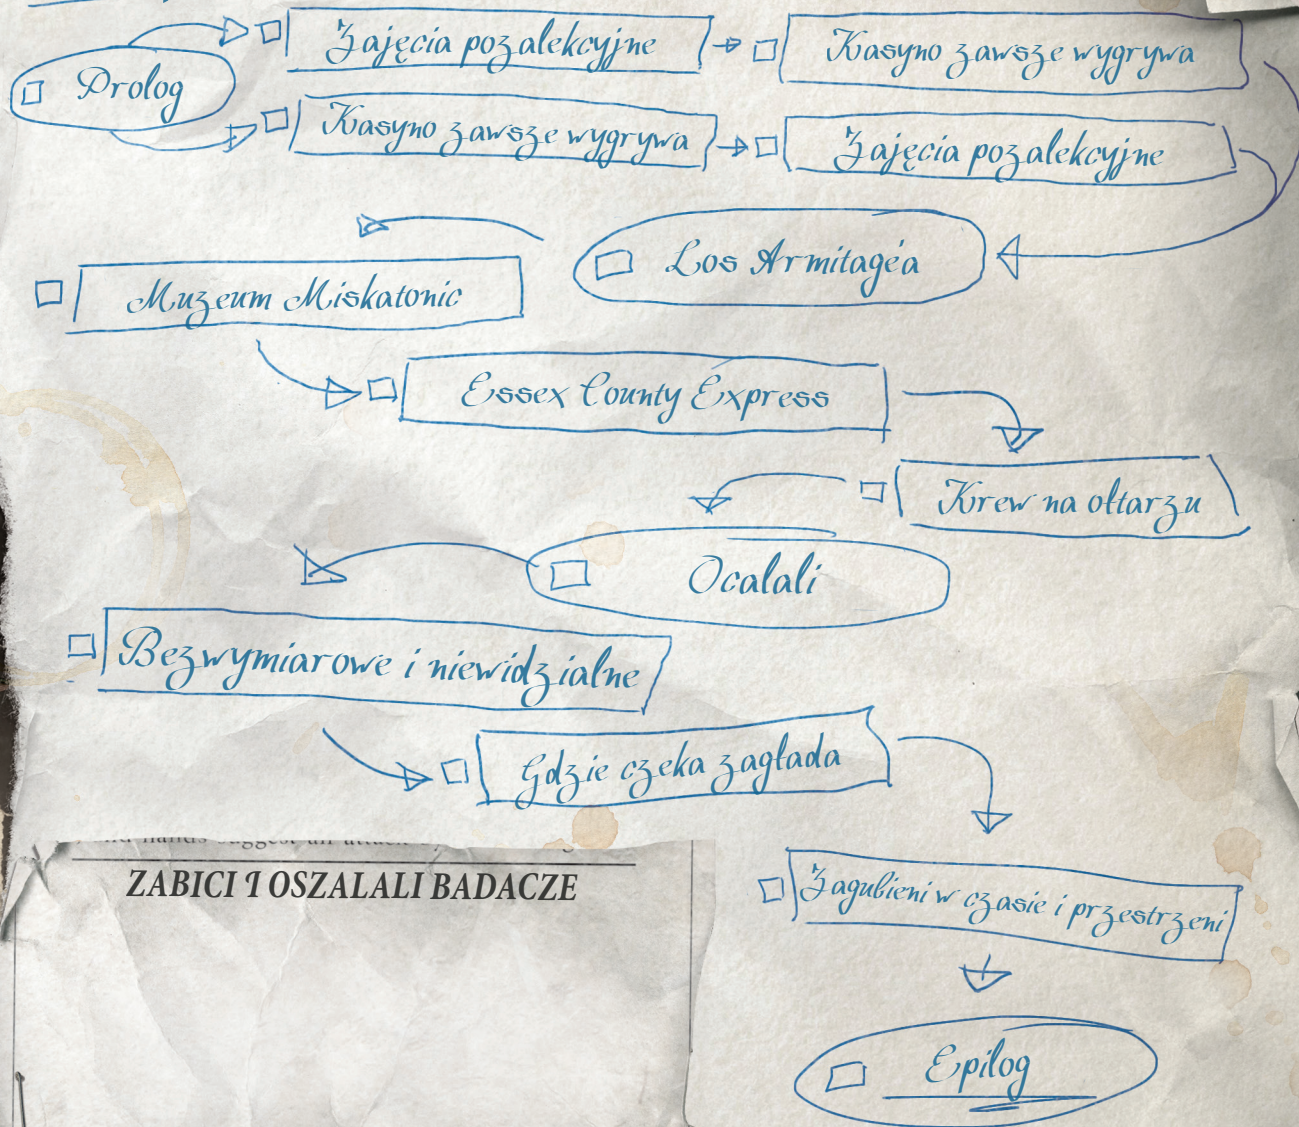 Zajęcia pozalekcyjne
Kasyno zawsze wygrywa
Prolog
Kasyno zawsze wygrywa
Zajęcia pozalekcyjne
Los Armitage'a
Muzeum Miskatonic
Essex County Express
Krew na ołtarzu
Ocalali
Bezwymiarowe i niewidzialne
Gdzie czeka zagłada
ZABICI I OSZALALI BADACZE
Zagubieni w czasie i przestrzeni
Epilog